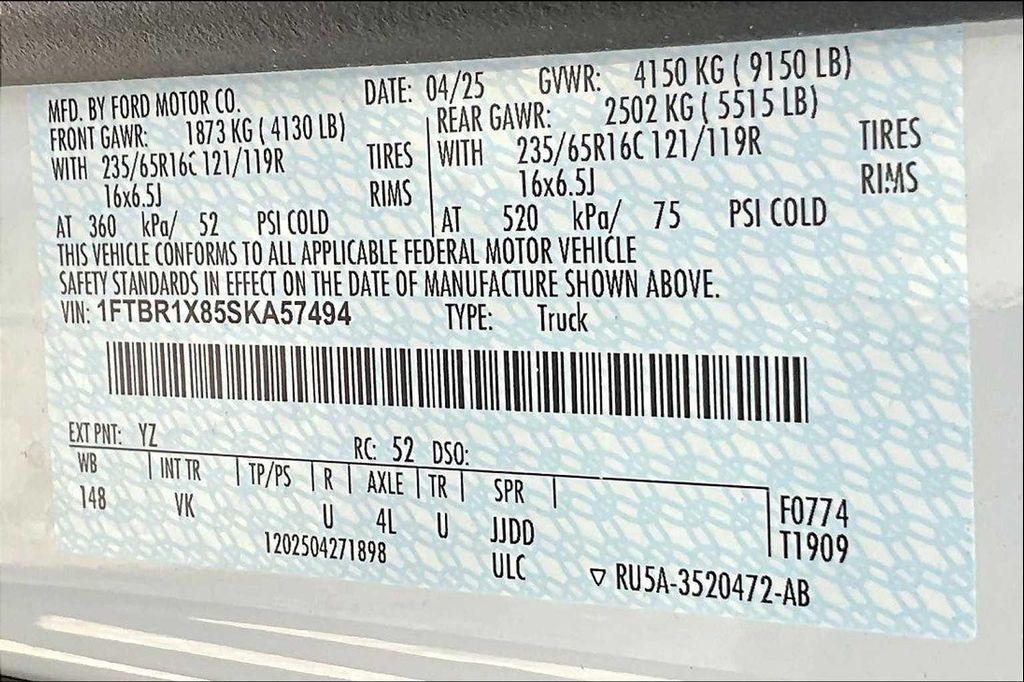 MFD. BY FORD MOTOR CO. DATE: 04/25 GVWR: 4150 KG ( 9150 LB)
FRONT GAWR: 1873 KG ( 4130 LB) REAR GAWR: 2502 KG ( 5515 LB)
WITH 235/65R16C 121/119R TIRES WITH 235/65R16C 121/119R TIRES
16x6.5J RIMS 16x6.5J RIMS
AT 360 kPa/ 52 PSI COLD AT 520 kPa/ 75 PSI COLD
THIS VEHICLE CONFORMS TO ALL APPLICABLE FEDERAL MOTOR VEHICLE
SAFETY STANDARDS IN EFFECT ON THE DATE OF MANUFACTURE SHOWN ABOVE.
VIN: 1FTBR1X85SKA57494 TYPE: Truck
EXT PNT: YZ RC: 52 DSO:
WB INT TR TP/PS R AXLE TR SPR
148 VK U 4L U JJDD F0774
1202504271898 ULC T1909
▽ RU5A-3520472-AB